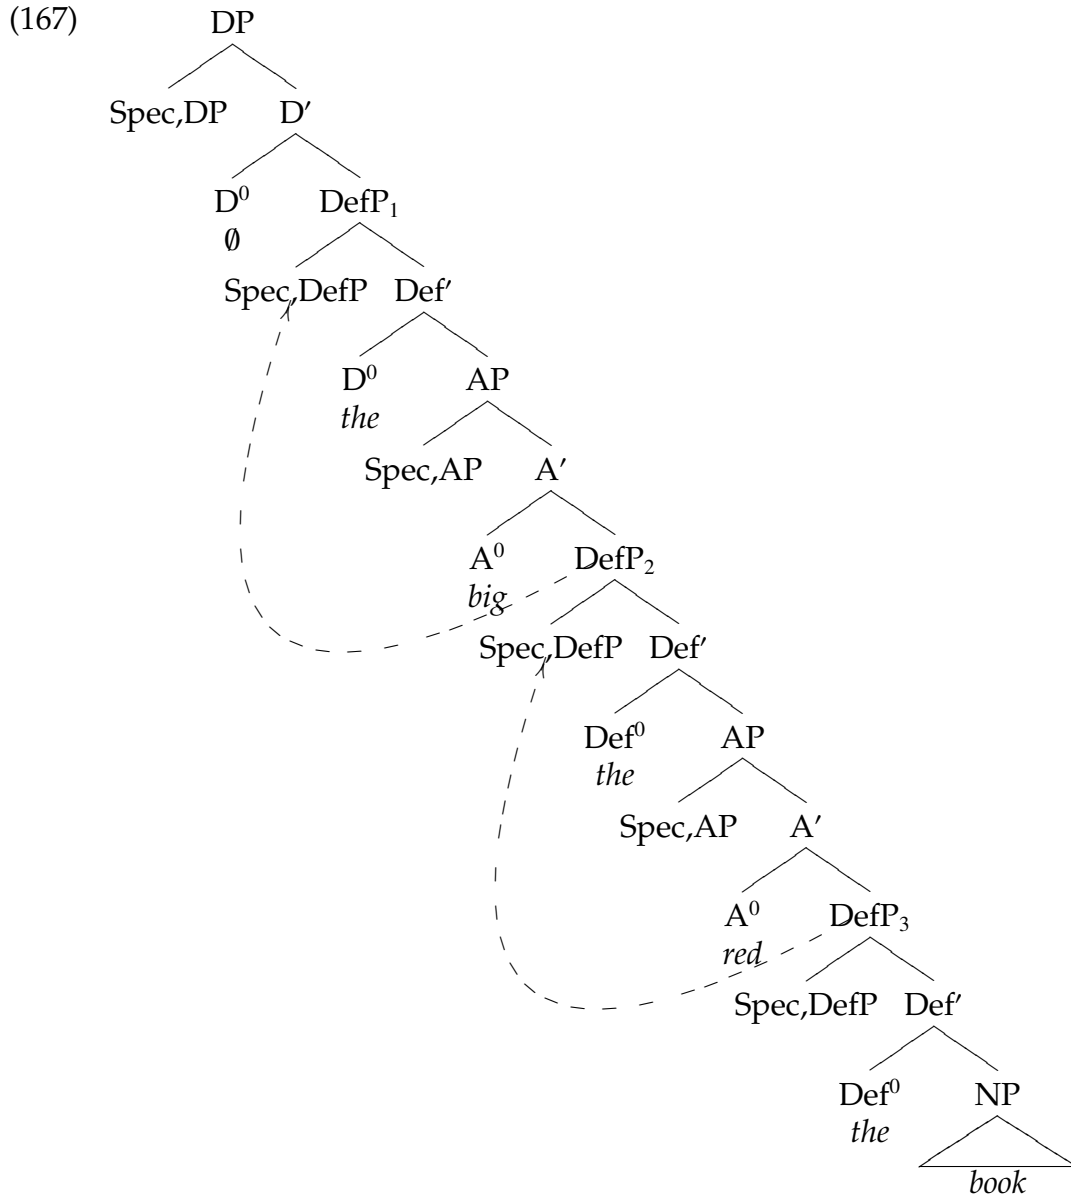 (167) DP
Spec,DP D′
D⁰ DefP₁
∅
Spec,DefP Def′
D⁰ AP
the
Spec,AP A′
A⁰ DefP₂
big
Spec,DefP Def′
Def⁰ AP
the
Spec,AP A′
A⁰ DefP₃
red
Spec,DefP Def′
Def⁰ NP
the
book